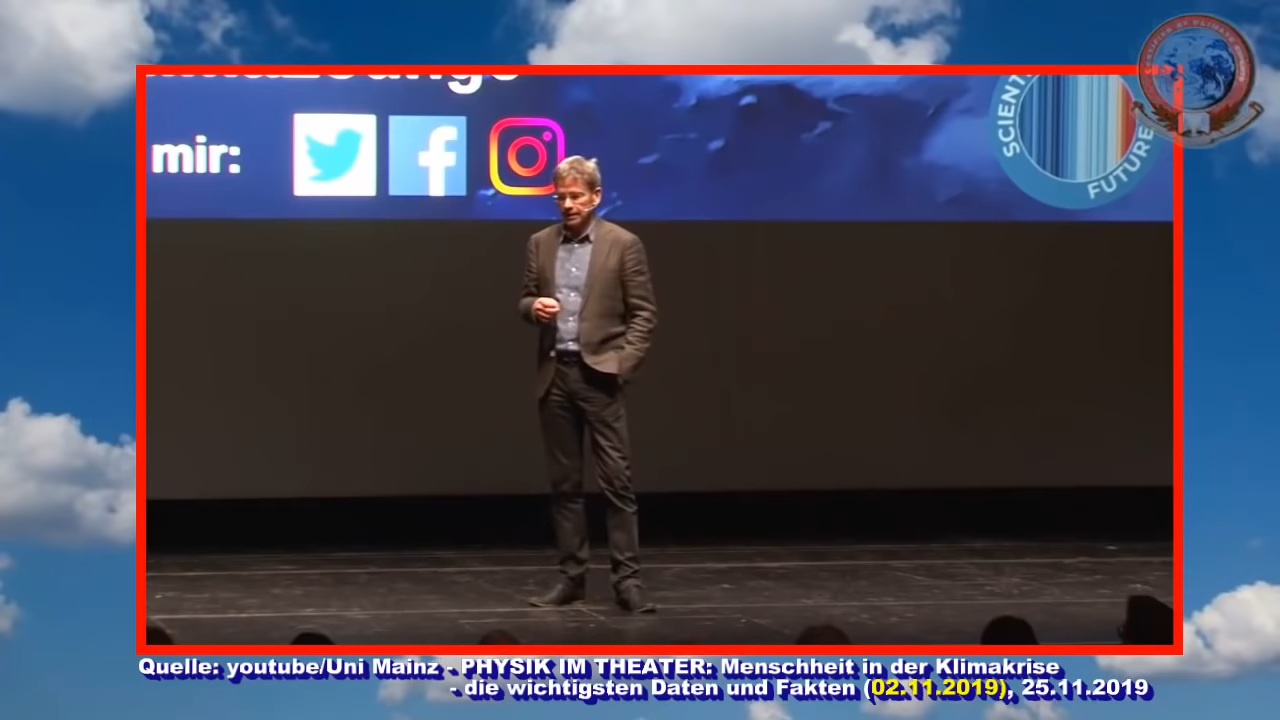 mir:
SCIENT
FUTURE
Quelle: youtube/Uni Mainz - PHYSIK IM THEATER: Menschheit in der Klimakrise
- die wichtigsten Daten und Fakten (02.11.2019), 25.11.2019